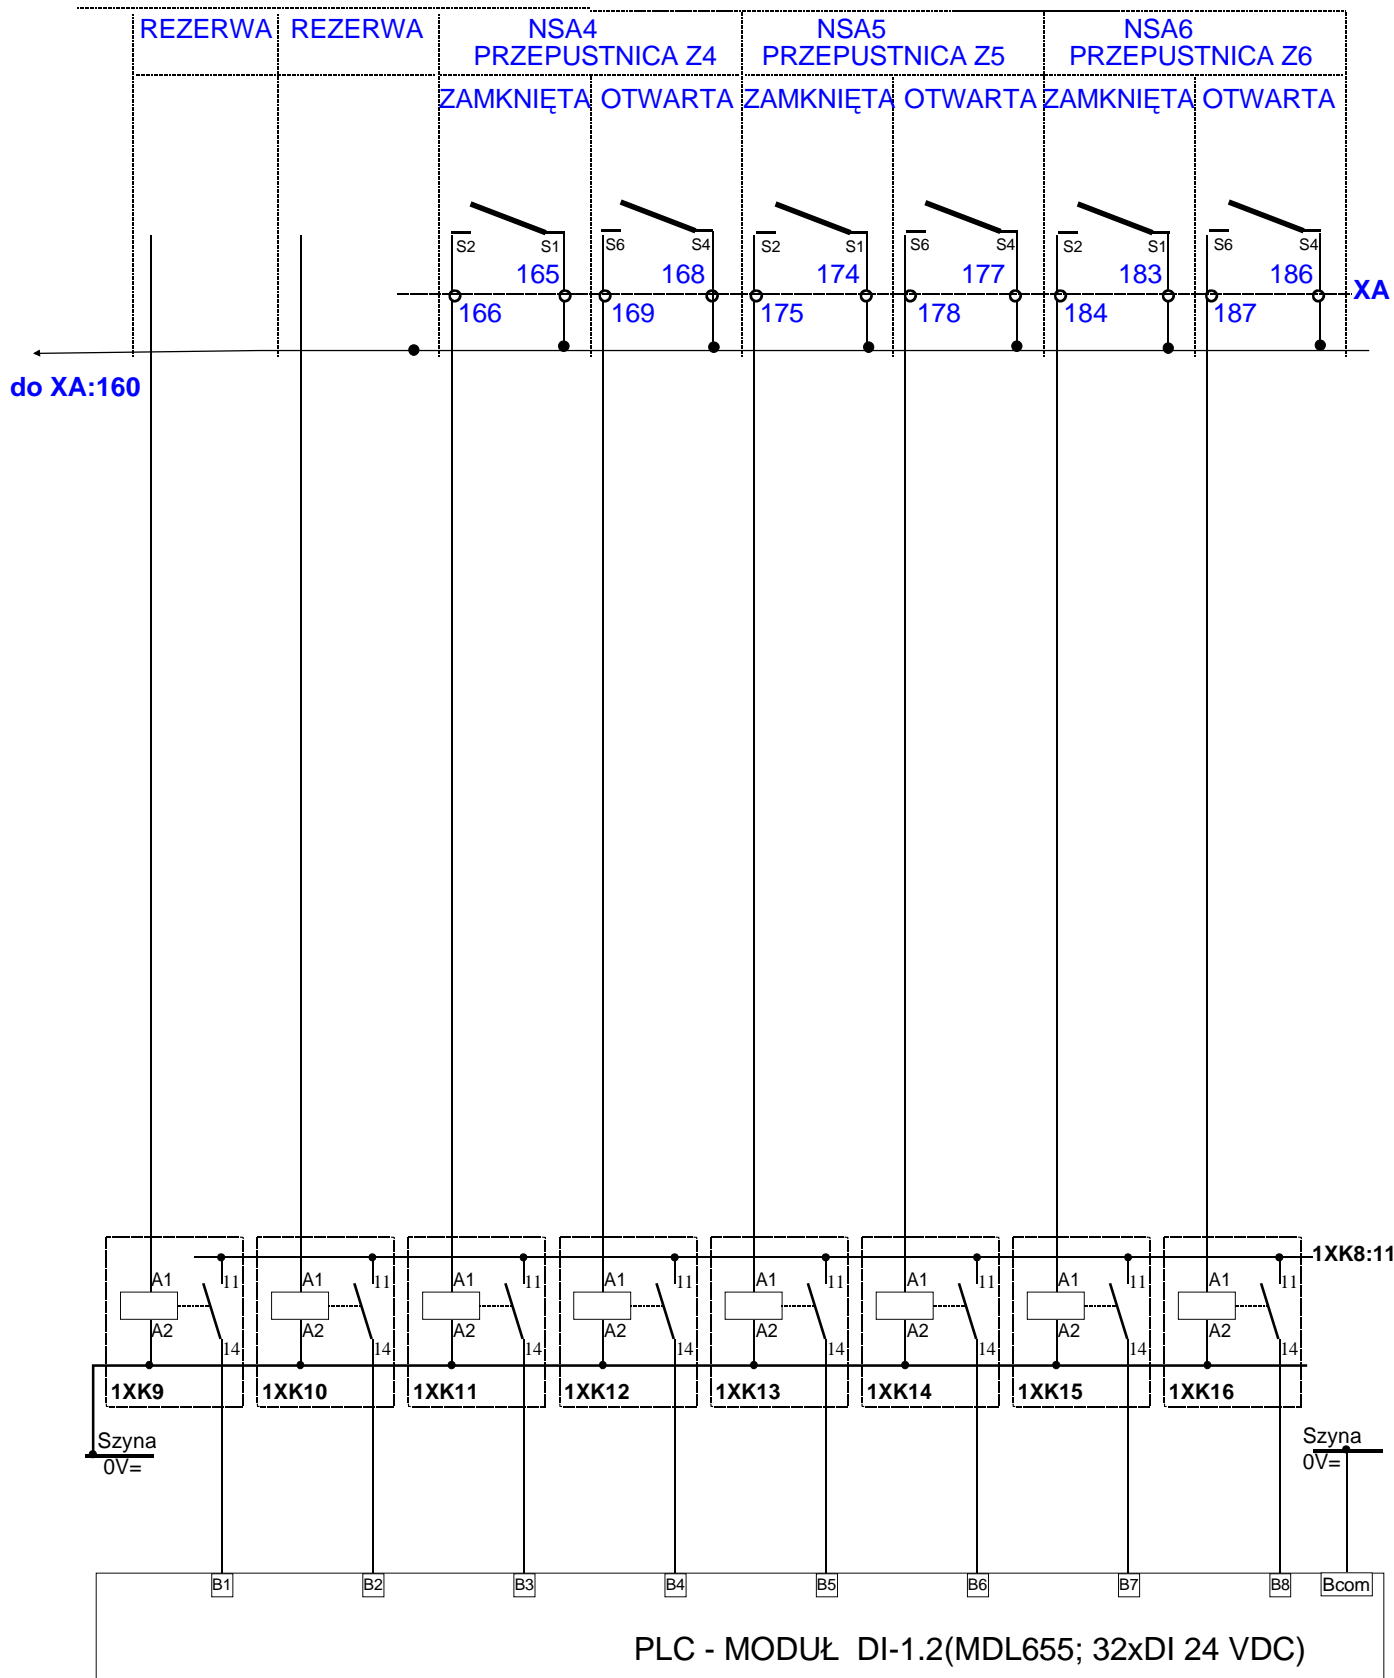 REZERWA REZERWA NSA4 NSA5 NSA6
PRZEPUSTNICA Z4 PRZEPUSTNICA Z5 PRZEPUSTNICA Z6
ZAMKNIĘTA OTWARTA ZAMKNIĘTA OTWARTA ZAMKNIĘTA OTWARTA
S2 S1 S6 S4 S2 S1 S6 S4 S2 S1 S6 S4
165 168 174 177 183 186
XA
166 169 175 178 184 187
do XA:160
1XK8:11
A1 11 A1 11 A1 11 A1 11 A1 11 A1 11 A1 11 A1 11
A2 A2 A2 A2 A2 A2 A2 A2
14 14 14 14 14 14 14 14
1XK9 1XK10 1XK11 1XK12 1XK13 1XK14 1XK15 1XK16
Szyna Szyna
0V= 0V=
B1 B2 B3 B4 B5 B6 B7 B8 Bcom
PLC - MODUŁ DI-1.2(MDL655; 32xDI 24 VDC)